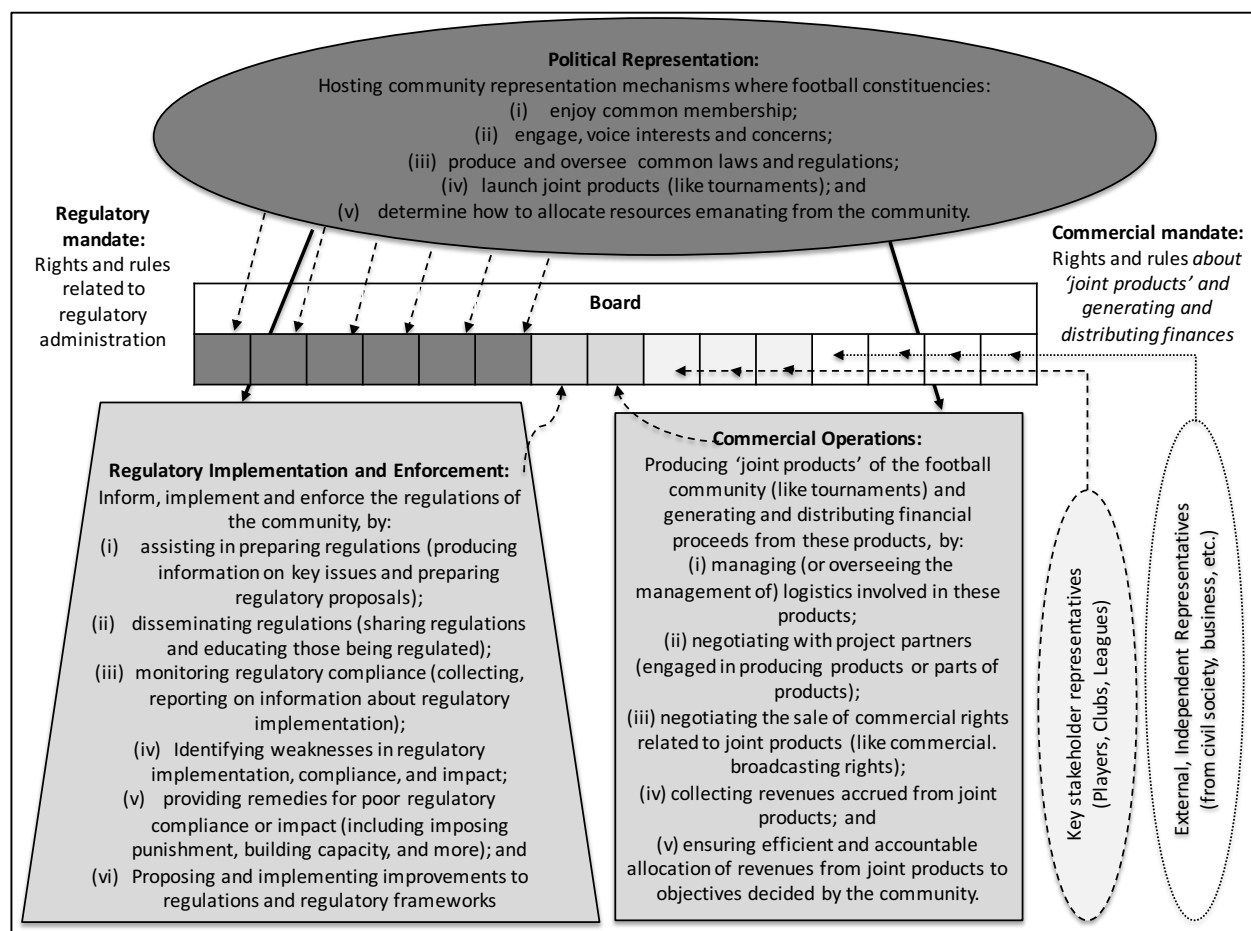 Political Representation:
Hosting community representation mechanisms where football constituencies:
(i) enjoy common membership;
(ii) engage, voice interests and concerns;
(iii) produce and oversee common laws and regulations;
(iv) launch joint products (like tournaments); and
(v) determine how to allocate resources emanating from the community.
Regulatory
mandate:
Rights and rules
related to
regulatory
administration
Commercial mandate:
Rights and rules about
‘joint products’ and
generating and
distributing finances
Board
Regulatory Implementation and Enforcement:
Inform, implement and enforce the regulations of
the community, by:
(i) assisting in preparing regulations (producing
information on key issues and preparing
regulatory proposals);
(ii) disseminating regulations (sharing regulations
and educating those being regulated);
(iii) monitoring regulatory compliance (collecting,
reporting on information about regulatory
implementation);
(iv) Identifying weaknesses in regulatory
implementation, compliance, and impact;
(v) providing remedies for poor regulatory
compliance or impact (including imposing
punishment, building capacity, and more); and
(vi) Proposing and implementing improvements to
regulations and regulatory frameworks
Commercial Operations:
Producing ‘joint products’ of the football
community (like tournaments) and
generating and distributing financial
proceeds from these products, by:
(i) managing (or overseeing the
management of) logistics involved in these
products;
(ii) negotiating with project partners
(engaged in producing products or parts of
products);
(iii) negotiating the sale of commercial rights
related to joint products (like commercial.
broadcasting rights);
(iv) collecting revenues accrued from joint
products; and
(v) ensuring efficient and accountable
allocation of revenues from joint products to
objectives decided by the community.
Key stakeholder representatives
(Players, Clubs, Leagues)
External, Independent Representatives
(from civil society, business, etc.)